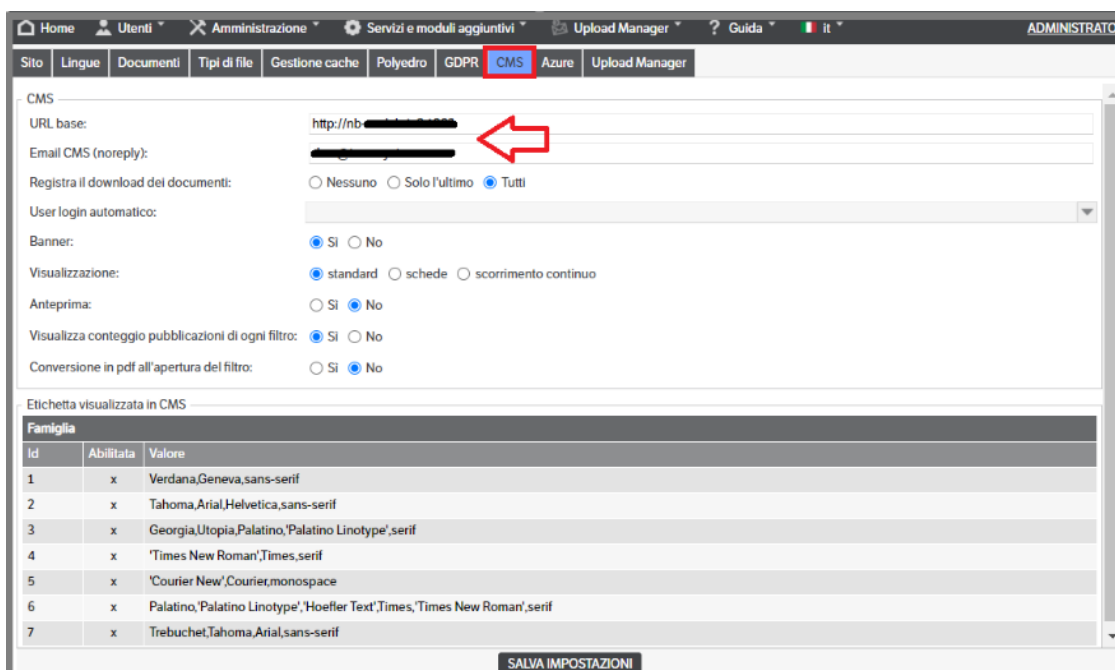 Home Utenti Amministrazione Servizi e moduli aggiuntivi Upload Manager ? Guida it ADMINISTRATO
Sito Lingue Documenti Tipi di file Gestione cache Polyedro GDPR CMS Azure Upload Manager
CMS
URL base: http://nb-
Email CMS (noreply):
Registra il download dei documenti: Nessuno Solo l'ultimo Tutti
User login automatico:
Banner: Sì No
Visualizzazione: standard schede scorrimento continuo
Anteprima: Sì No
Visualizza conteggio pubblicazioni di ogni filtro: Sì No
Conversione in pdf all'apertura del filtro: Sì No
Etichetta visualizzata in CMS
Famiglia
Id Abilitata Valore
1 x Verdana,Geneva,sans-serif
2 x Tahoma,Arial,Helvetica,sans-serif
3 x Georgia,Utopia,Palatino,'Palatino Linotype',serif
4 x 'Times New Roman',Times,serif
5 x 'Courier New',Courier,monospace
6 x Palatino,'Palatino Linotype','Hoefler Text',Times,'Times New Roman',serif
7 x Trebuchet,Tahoma,Arial,sans-serif
SALVA IMPOSTAZIONI